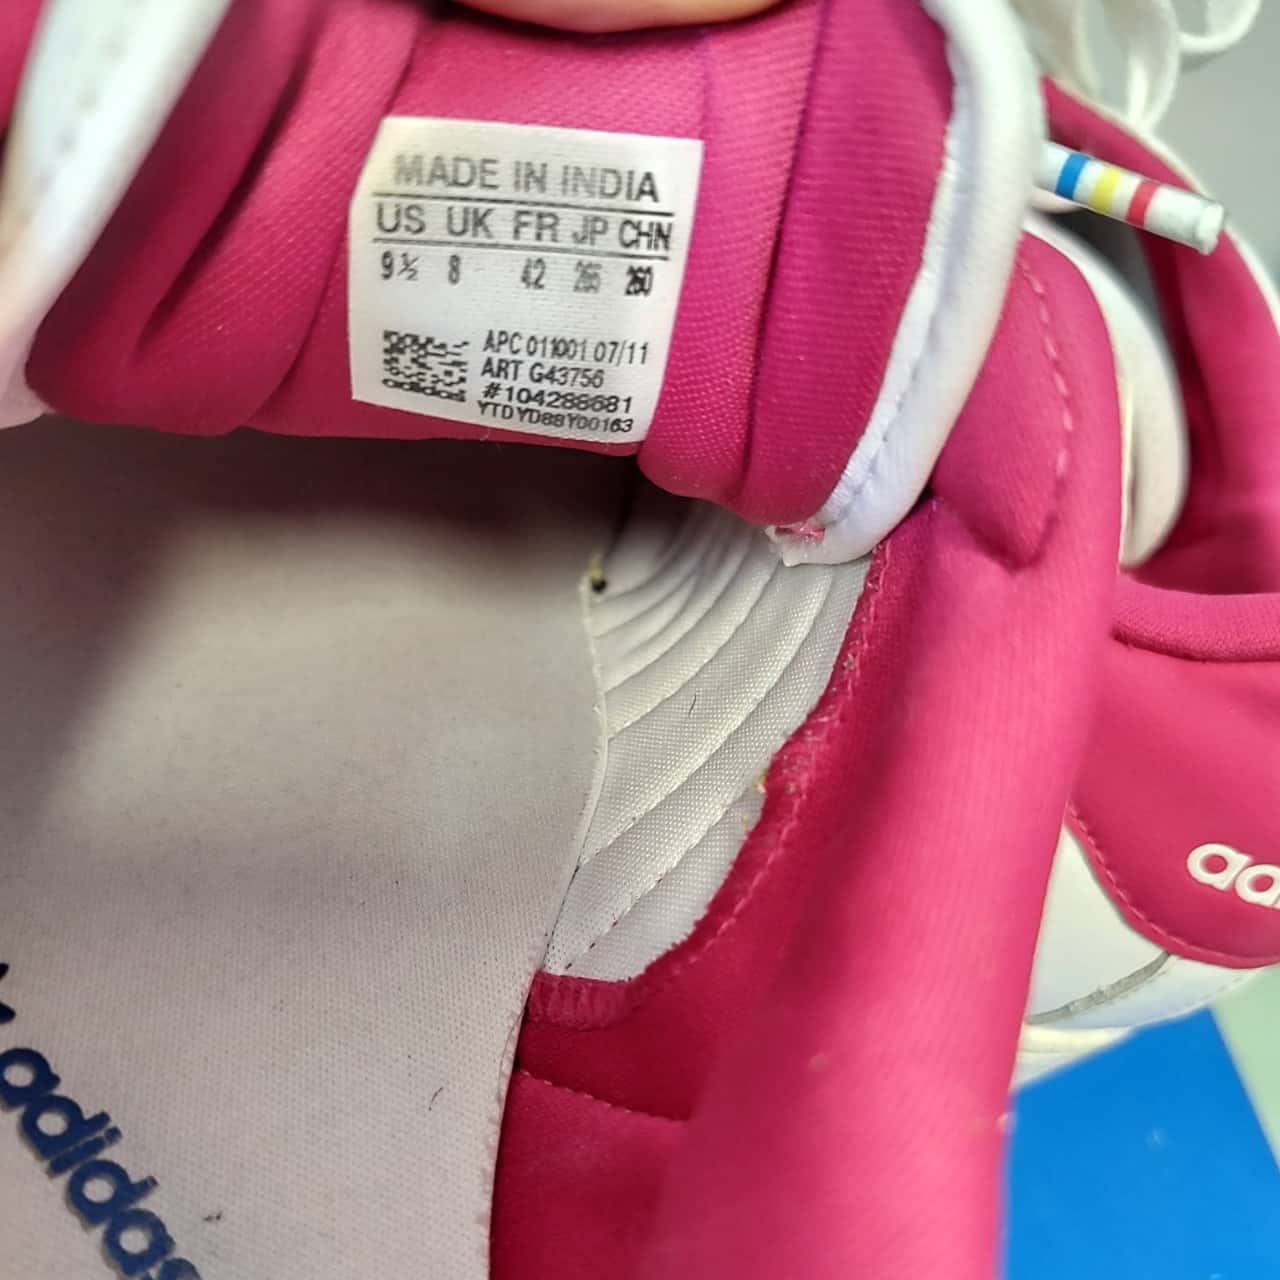 MADE IN INDIA
US UK FR JP CHN
9½ 8 42 265 260
APC 011001 07/11
ART G43756
adidas #104288681
YTDYD88Y00163
adidas